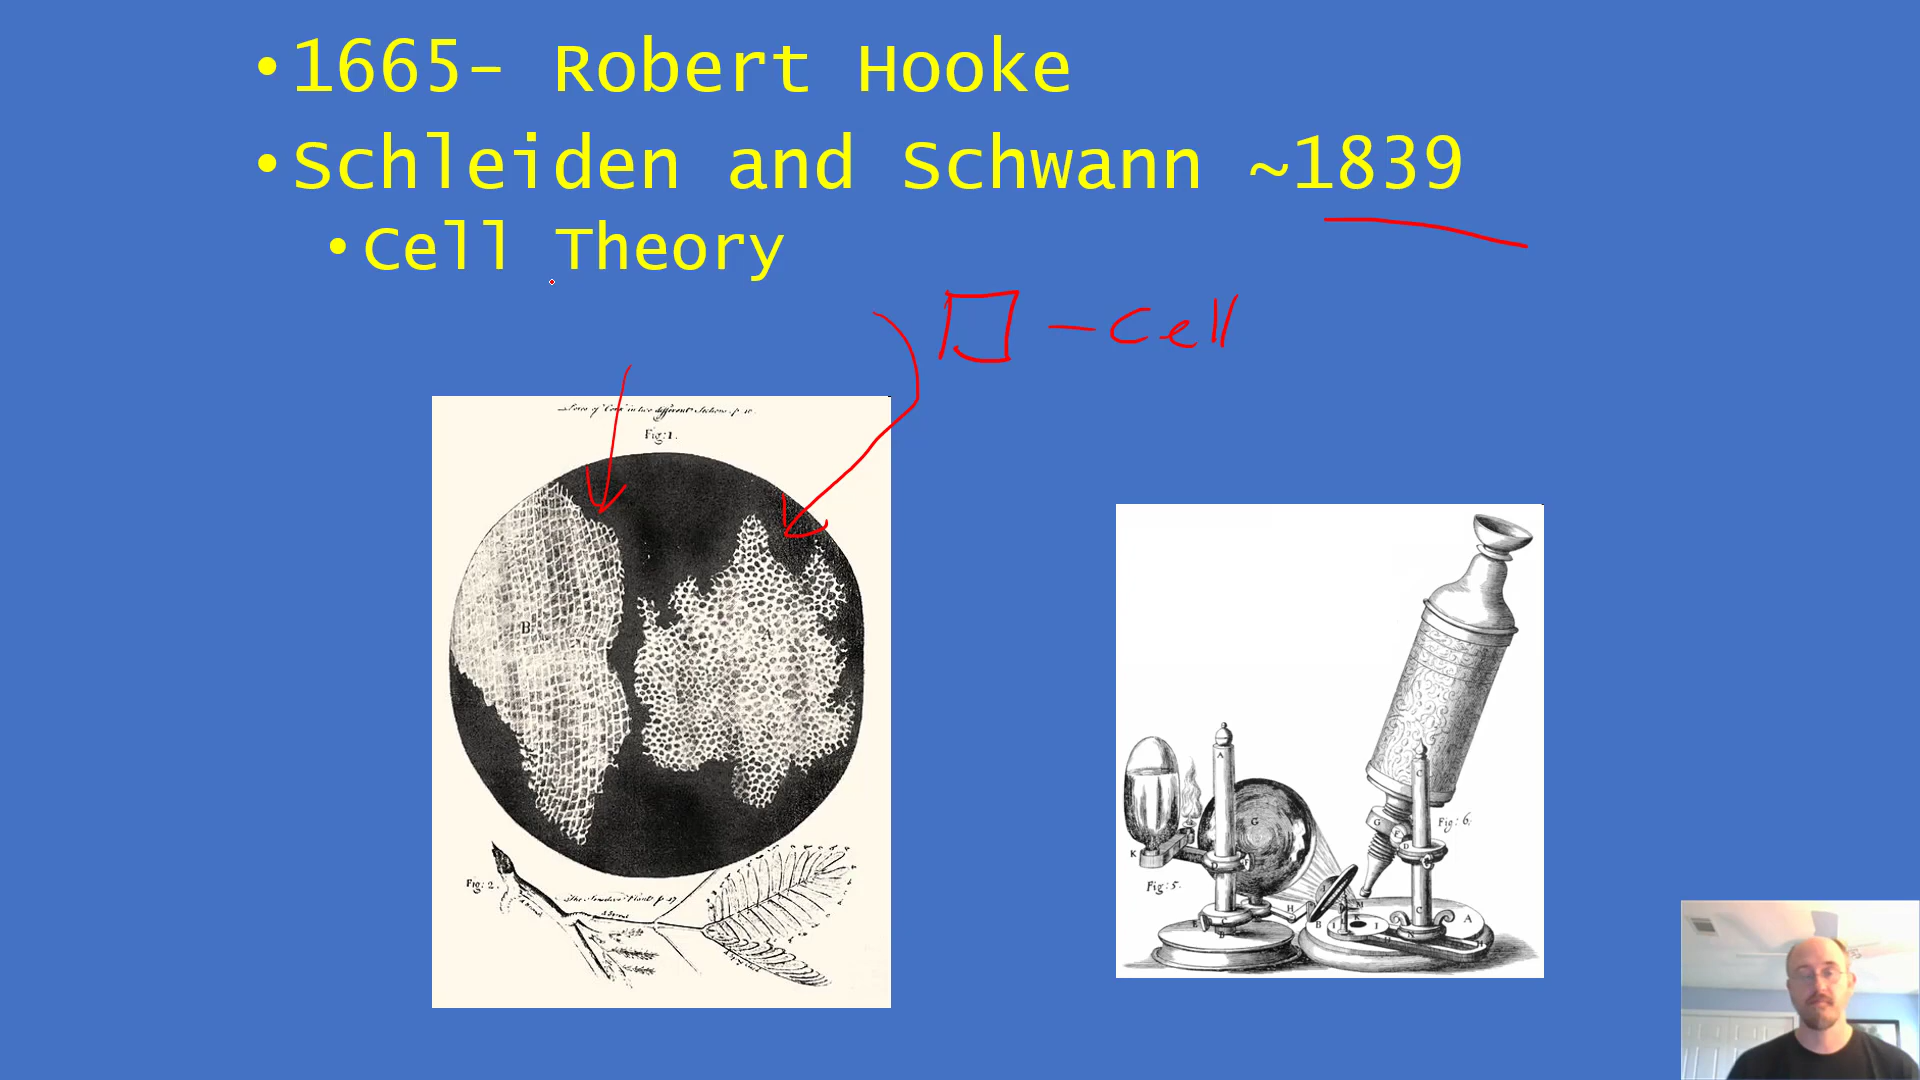 •1665- Robert Hooke
•Schleiden and Schwann ~1839
•Cell Theory
- Cell
Fig: 1.
B
A
Fig: 2.
A
C
G
G
Fig: 6.
D
K
Fig: 5.
H
B
I
I
C
A